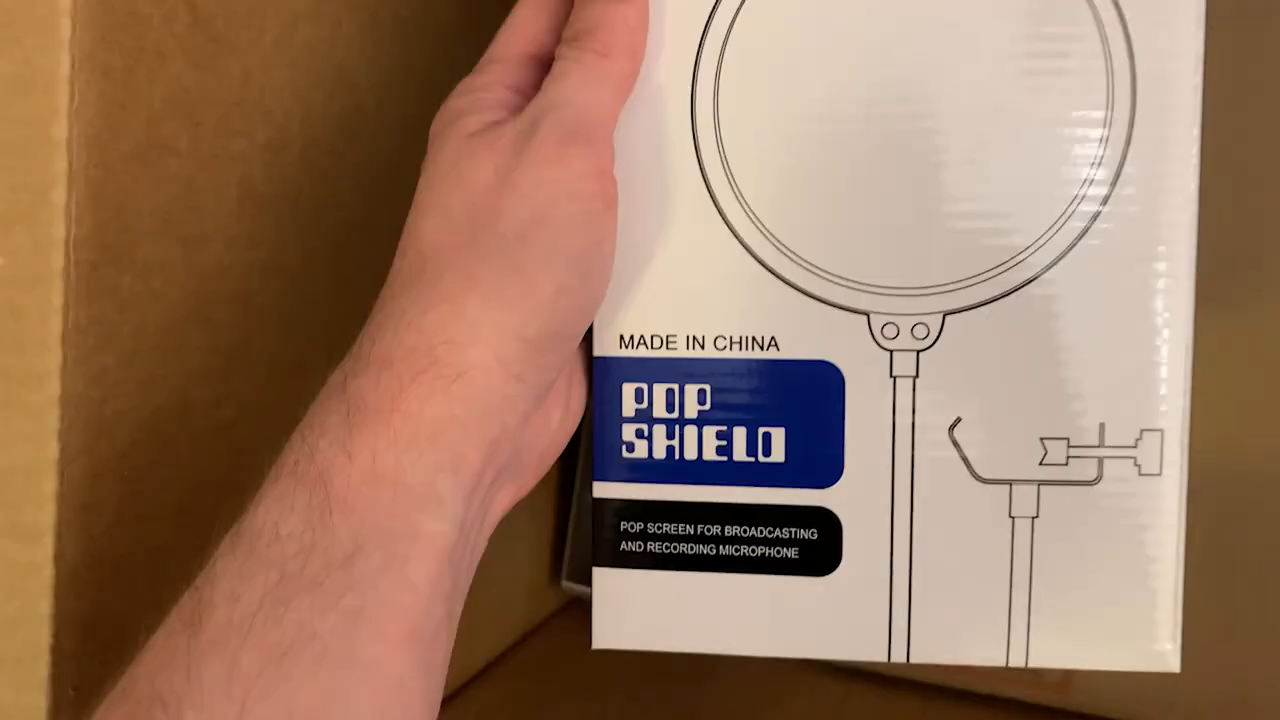 MADE IN CHINA
POP
SHIELD
POP SCREEN FOR BROADCASTING
AND RECORDING MICROPHONE